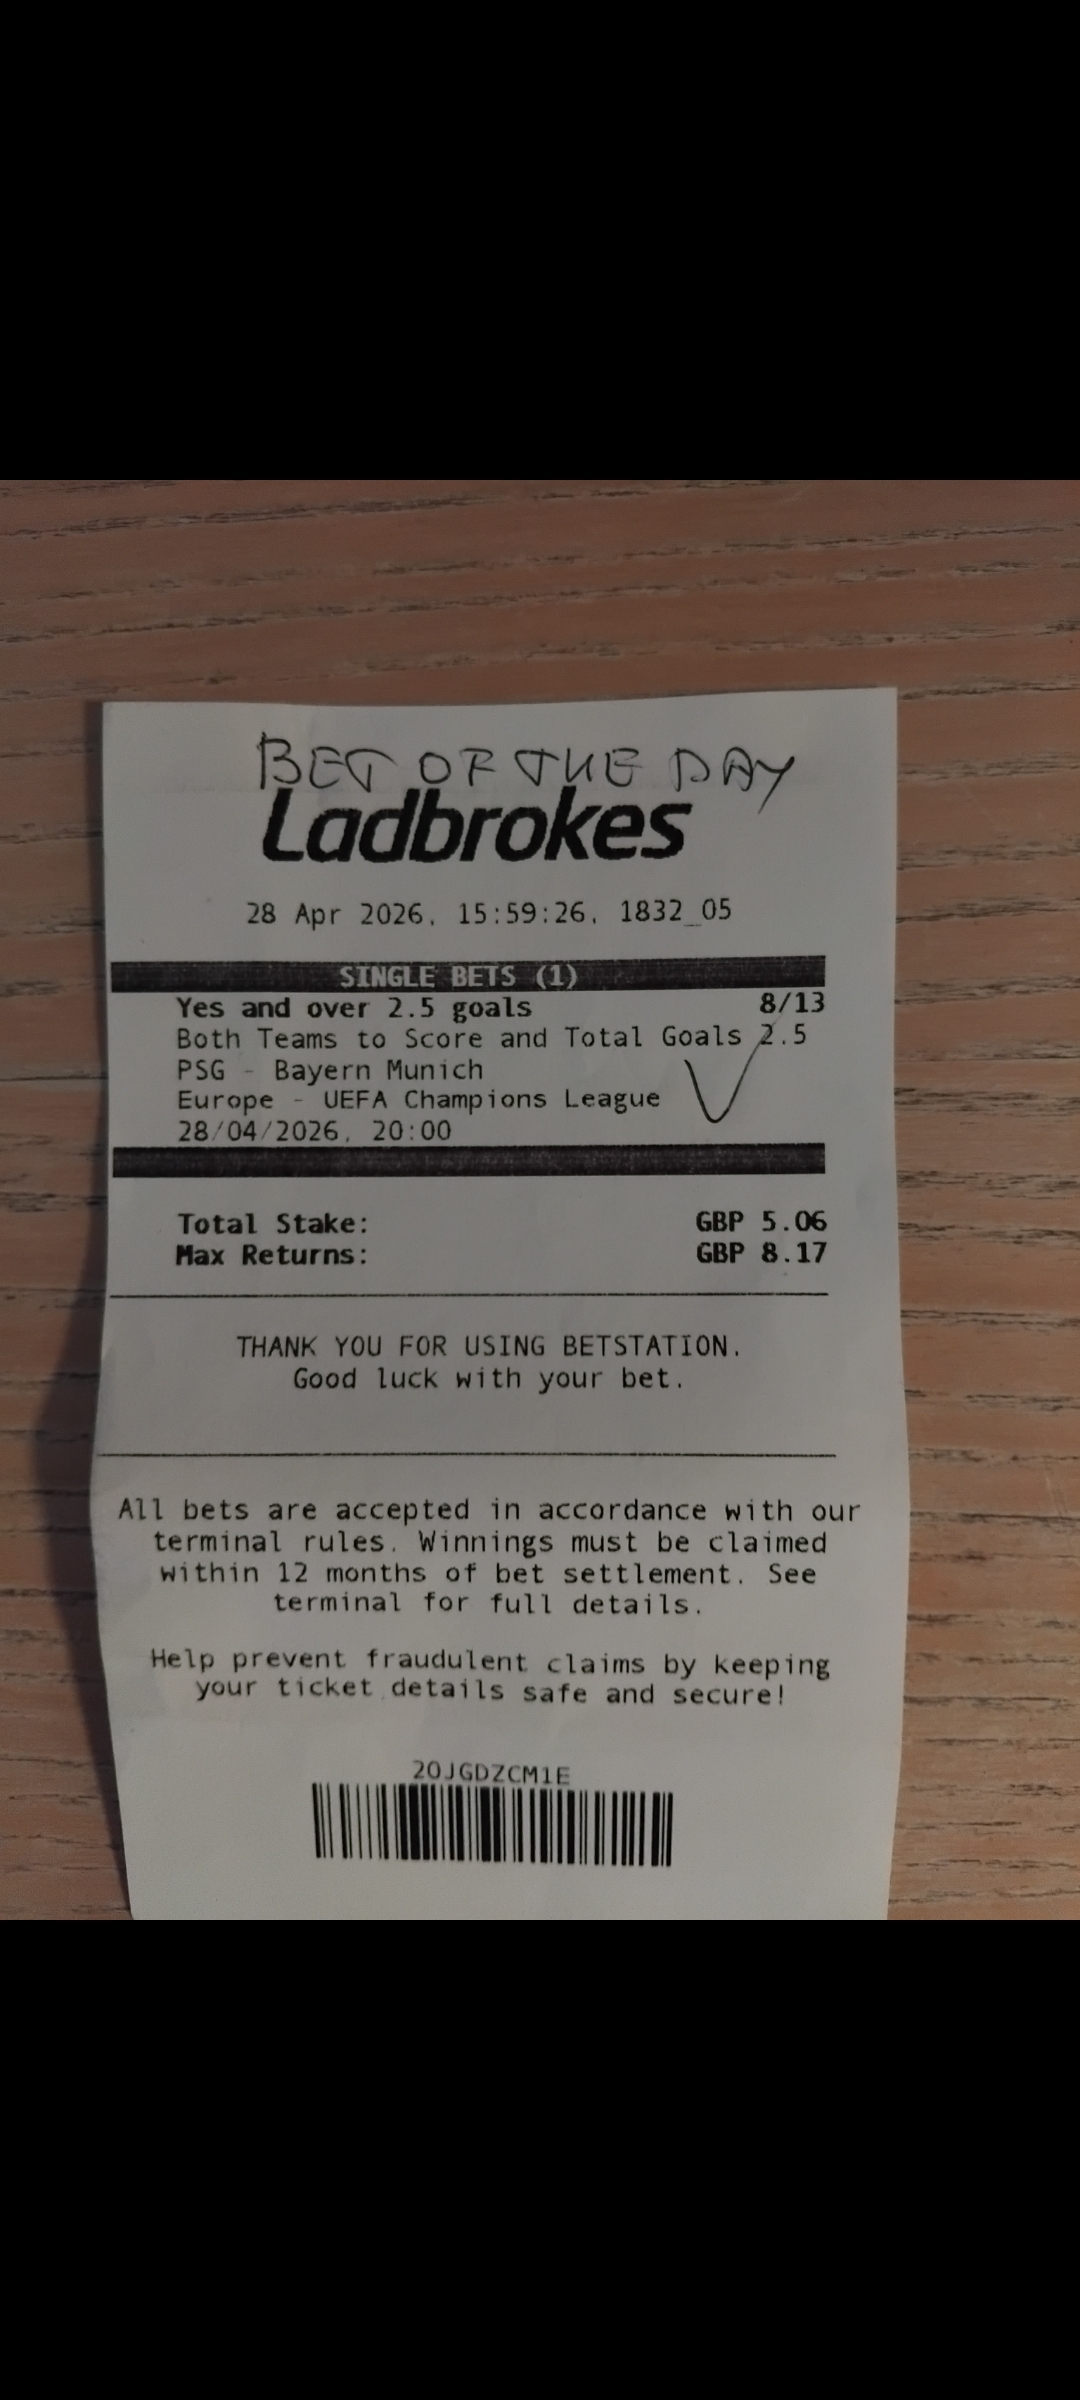 BET OF THE DAY
Ladbrokes
28 Apr 2026, 15:59:26, 1832_05
SINGLE BETS (1)
Yes and over 2.5 goals 8/13
Both Teams to Score and Total Goals 2.5
PSG - Bayern Munich
Europe - UEFA Champions League
28/04/2026, 20:00
Total Stake: GBP 5.06
Max Returns: GBP 8.17
THANK YOU FOR USING BETSTATION.
Good luck with your bet.
All bets are accepted in accordance with our
terminal rules. Winnings must be claimed
within 12 months of bet settlement. See
terminal for full details.
Help prevent fraudulent claims by keeping
your ticket details safe and secure!
20JGDZCM1E